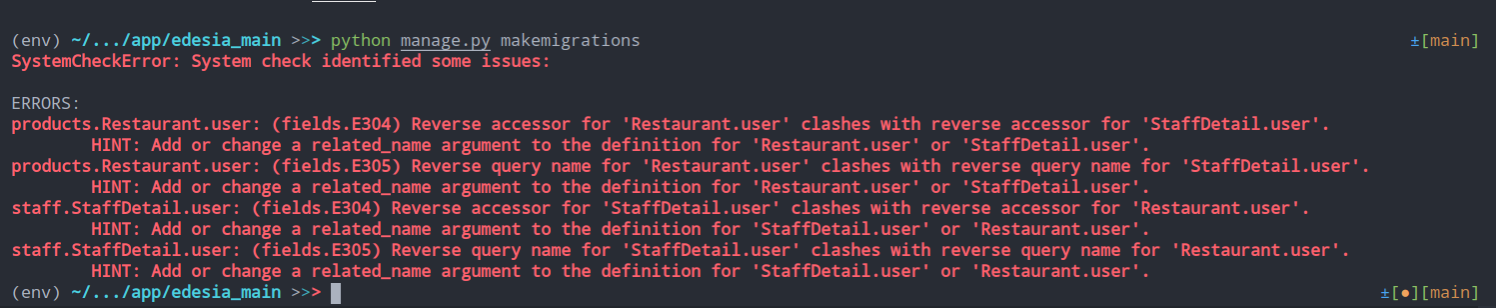 (env) ~/.../app/edesia_main >>> python manage.py makemigrations ±[main]
SystemCheckError: System check identified some issues:
ERRORS:
products.Restaurant.user: (fields.E304) Reverse accessor for 'Restaurant.user' clashes with reverse accessor for 'StaffDetail.user'.
HINT: Add or change a related_name argument to the definition for 'Restaurant.user' or 'StaffDetail.user'.
products.Restaurant.user: (fields.E305) Reverse query name for 'Restaurant.user' clashes with reverse query name for 'StaffDetail.user'.
HINT: Add or change a related_name argument to the definition for 'Restaurant.user' or 'StaffDetail.user'.
staff.StaffDetail.user: (fields.E304) Reverse accessor for 'StaffDetail.user' clashes with reverse accessor for 'Restaurant.user'.
HINT: Add or change a related_name argument to the definition for 'StaffDetail.user' or 'Restaurant.user'.
staff.StaffDetail.user: (fields.E305) Reverse query name for 'StaffDetail.user' clashes with reverse query name for 'Restaurant.user'.
HINT: Add or change a related_name argument to the definition for 'StaffDetail.user' or 'Restaurant.user'.
(env) ~/.../app/edesia_main >>> ±[●][main]